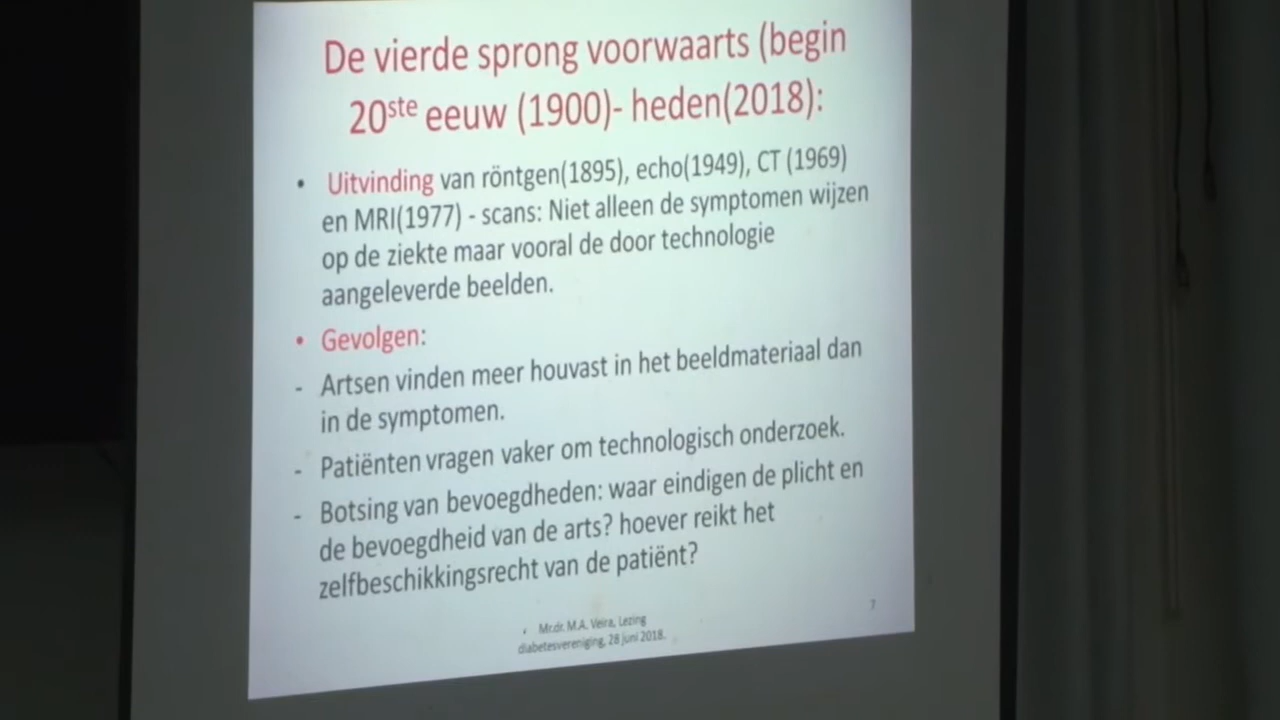 De vierde sprong voorwaarts (begin
20ste eeuw (1900)- heden(2018):
• Uitvinding van röntgen(1895), echo(1949), CT (1969)
en MRI(1977) - scans: Niet alleen de symptomen wijzen
op de ziekte maar vooral de door technologie
aangeleverde beelden.
• Gevolgen:
- Artsen vinden meer houvast in het beeldmateriaal dan
in de symptomen.
- Patiënten vragen vaker om technologisch onderzoek.
- Botsing van bevoegdheden: waar eindigen de plicht en
de bevoegdheid van de arts? hoever reikt het
zelfbeschikkingsrecht van de patiënt?
Mr.dr. M.A. Veira, Lezing
diabetesvereniging, 28 juni 2018.
7